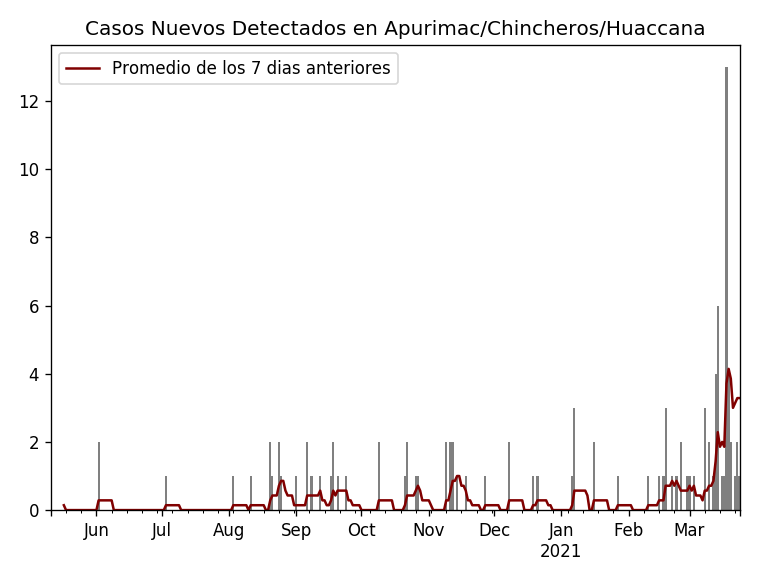 Casos Nuevos Detectados en Apurimac/Chincheros/Huaccana
Promedio de los 7 dias anteriores
12
10
8
6
4
2
0
Jun Jul Aug Sep Oct Nov Dec Jan Feb Mar
2021